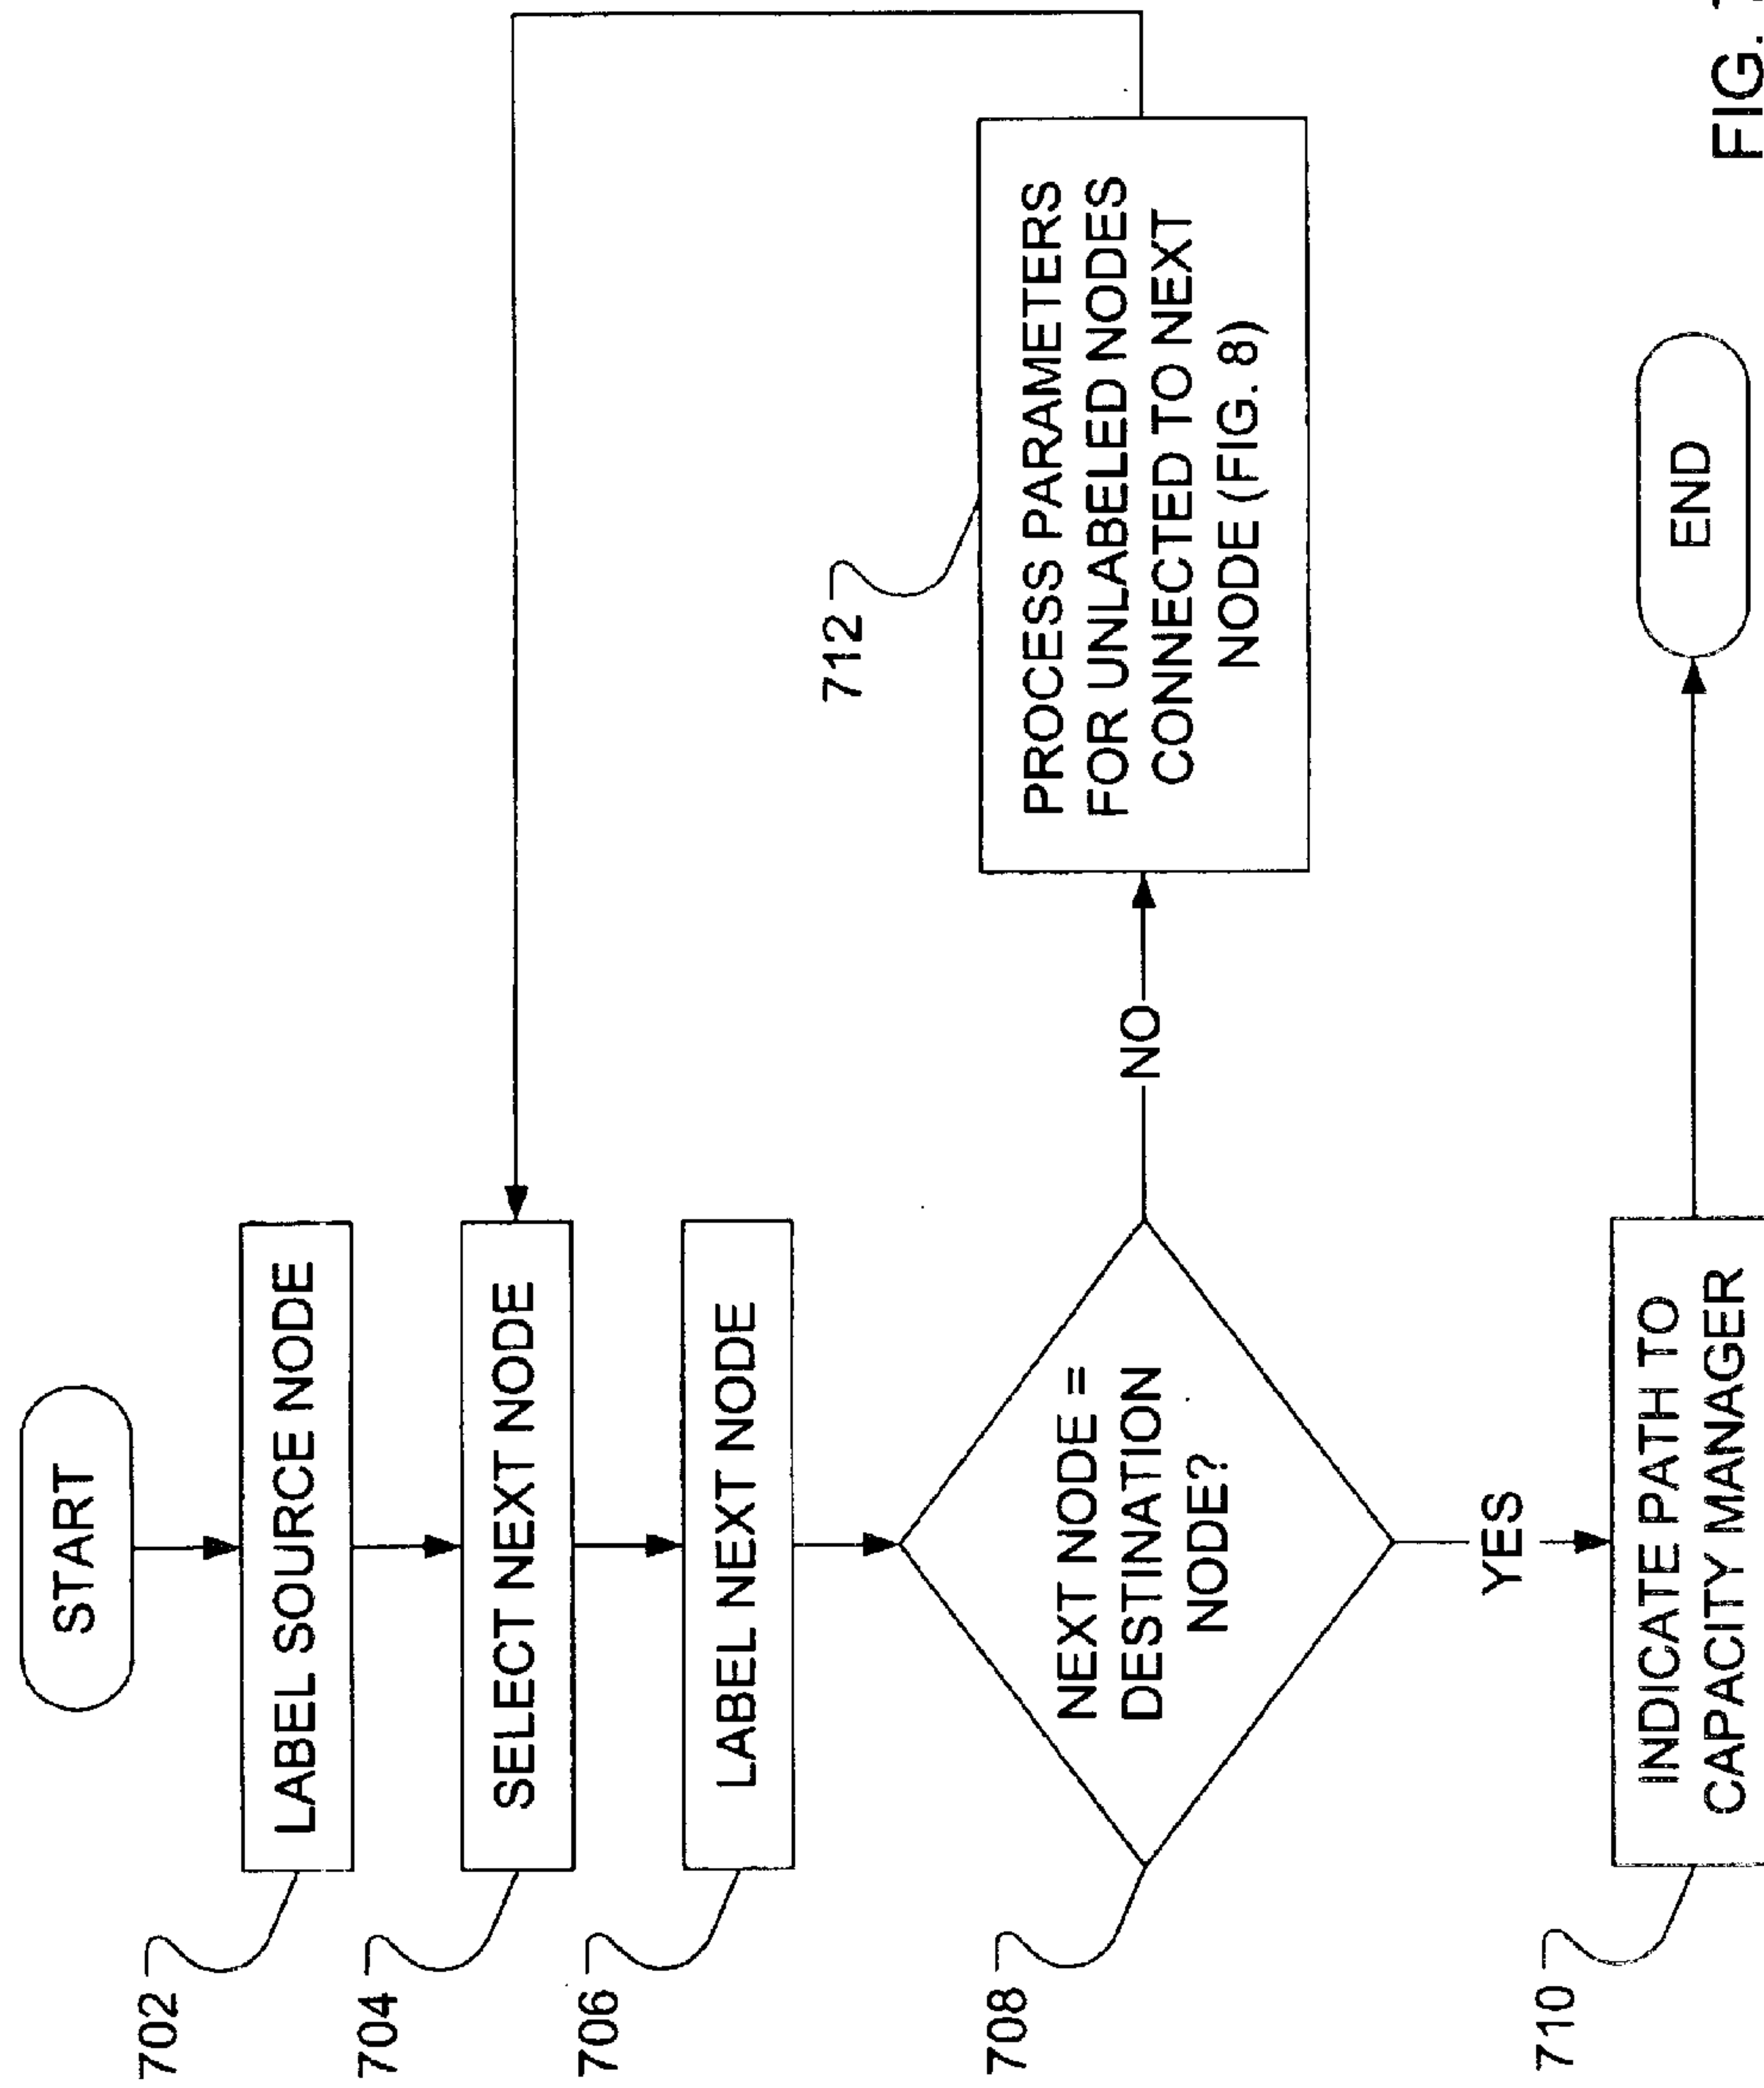 START
702
LABEL SOURCE NODE
704
SELECT NEXT NODE
706
LABEL NEXT NODE
708
NEXT NODE =
DESTINATION
NODE?
NO
712
PROCESS PARAMETERS
FOR UNLABELED NODES
CONNECTED TO NEXT
NODE (FIG. 8)
YES
710
INDICATE PATH TO
CAPACITY MANAGER
END
FIG.